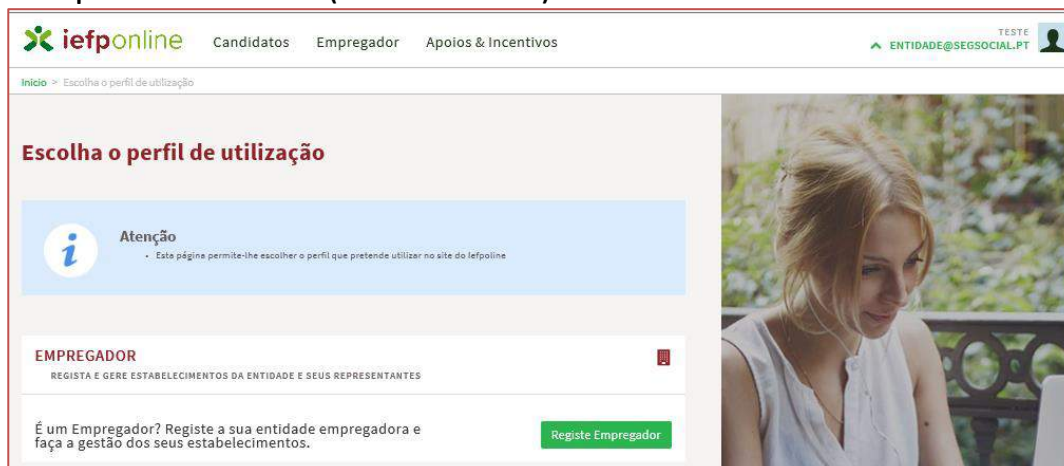 iefponline Candidatos Empregador Apoios & Incentivos
TESTE
ENTIDADE@SEGSOCIAL.PT
Início > Escolha o perfil de utilização
Escolha o perfil de utilização
Atenção
• Esta página permite-lhe escolher o perfil que pretende utilizar no site do Iefpoline
EMPREGADOR
REGISTA E GERE ESTABELECIMENTOS DA ENTIDADE E SEUS REPRESENTANTES
É um Empregador? Registe a sua entidade empregadora e
faça a gestão dos seus estabelecimentos.
Registe Empregador